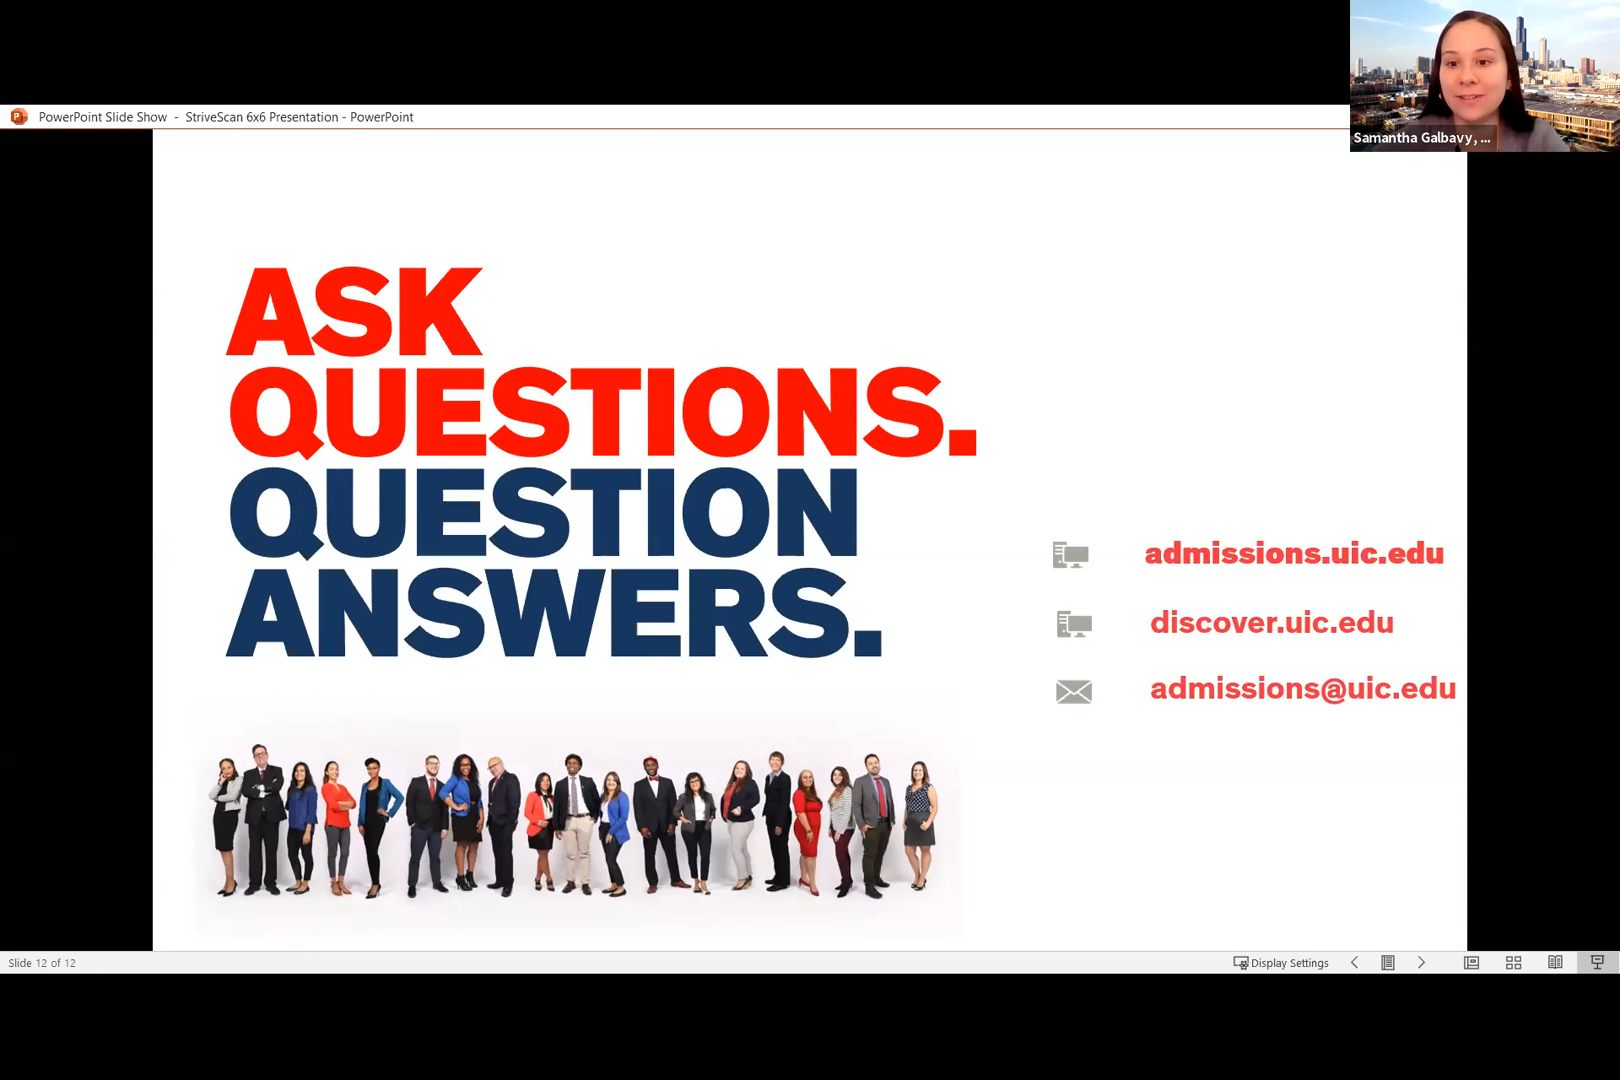 PowerPoint Slide Show - StriveScan 6x6 Presentation - PowerPoint
Samantha Galbavy, ...
ASK
QUESTIONS.
QUESTION
ANSWERS.
admissions.uic.edu
discover.uic.edu
admissions@uic.edu
Slide 12 of 12
Display Settings